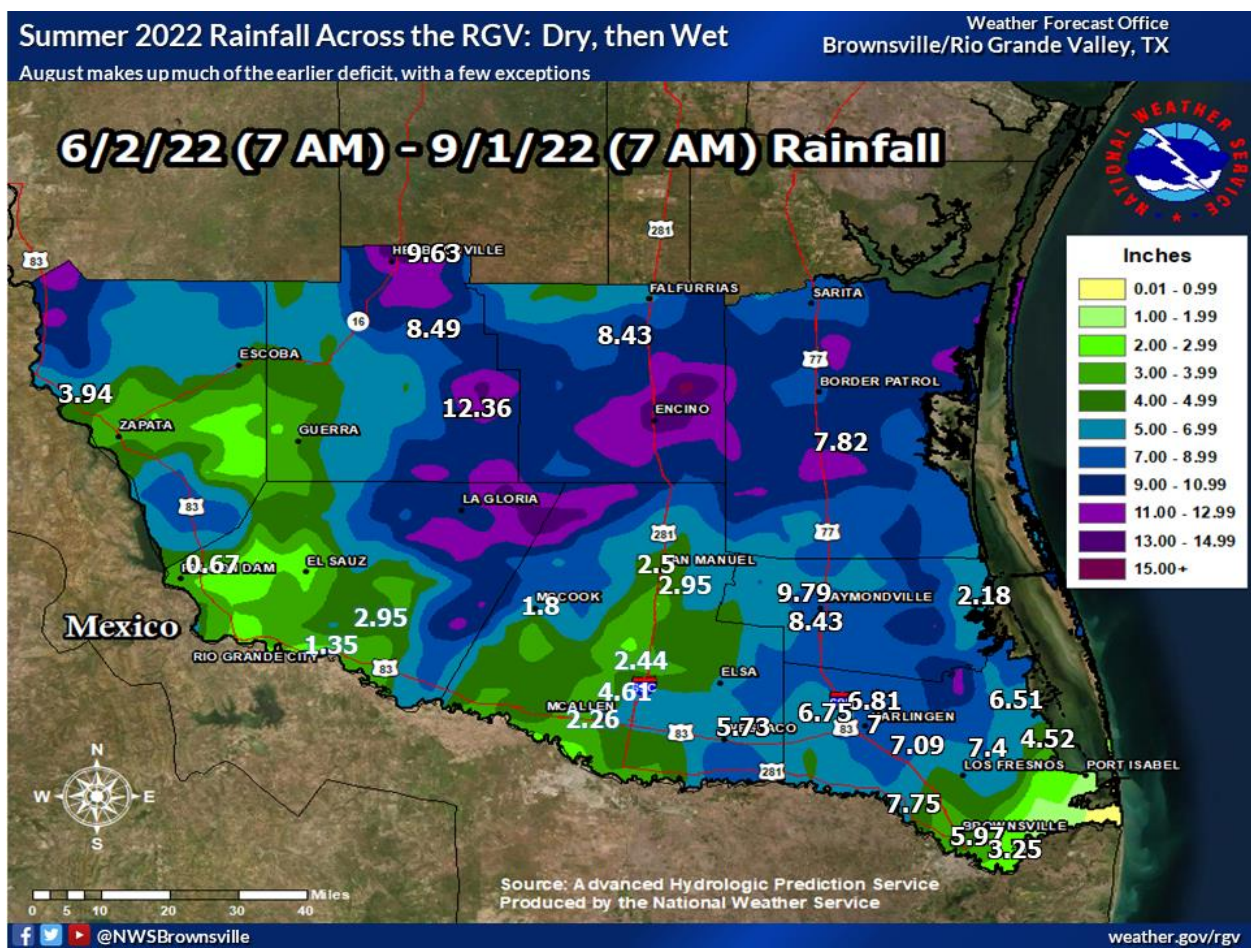 Summer 2022 Rainfall Across the RGV: Dry, then Wet
August makes up much of the earlier deficit, with a few exceptions
Weather Forecast Office
Brownsville/Rio Grande Valley, TX
6/2/22 (7 AM) - 9/1/22 (7 AM) Rainfall
NATIONAL WEATHER SERVICE
Inches
0.01 - 0.99
1.00 - 1.99
2.00 - 2.99
3.00 - 3.99
4.00 - 4.99
5.00 - 6.99
7.00 - 8.99
9.00 - 10.99
11.00 - 12.99
13.00 - 14.99
15.00+
281
83
9.63
FALFURRIAS
SARITA
16
8.49
8.43
ESCOBA
77
3.94
BORDER PATROL
12.36
ENCINO
ZAPATA
GUERRA
7.82
LA GLORIA
83
281
77
0.67
EL SAUZ
2.5
2.95
MCCOOK
1.8
9.79
2.18
2.95
8.43
Mexico
1.35
RIO GRANDE CITY
83
2.44
ELSA
4.61
MCALLEN
2.26
6.81
6.75
7
6.51
83
5.73
83
7.09
7.4
4.52
LOS FRESNOS
PORT ISABEL
281
7.75
BROWNSVILLE
5.97
3.25
N
W
E
S
Miles
0 5 10 20 30 40
Source: Advanced Hydrologic Prediction Service
Produced by the National Weather Service
@NWSBrownsville
weather.gov/rgv